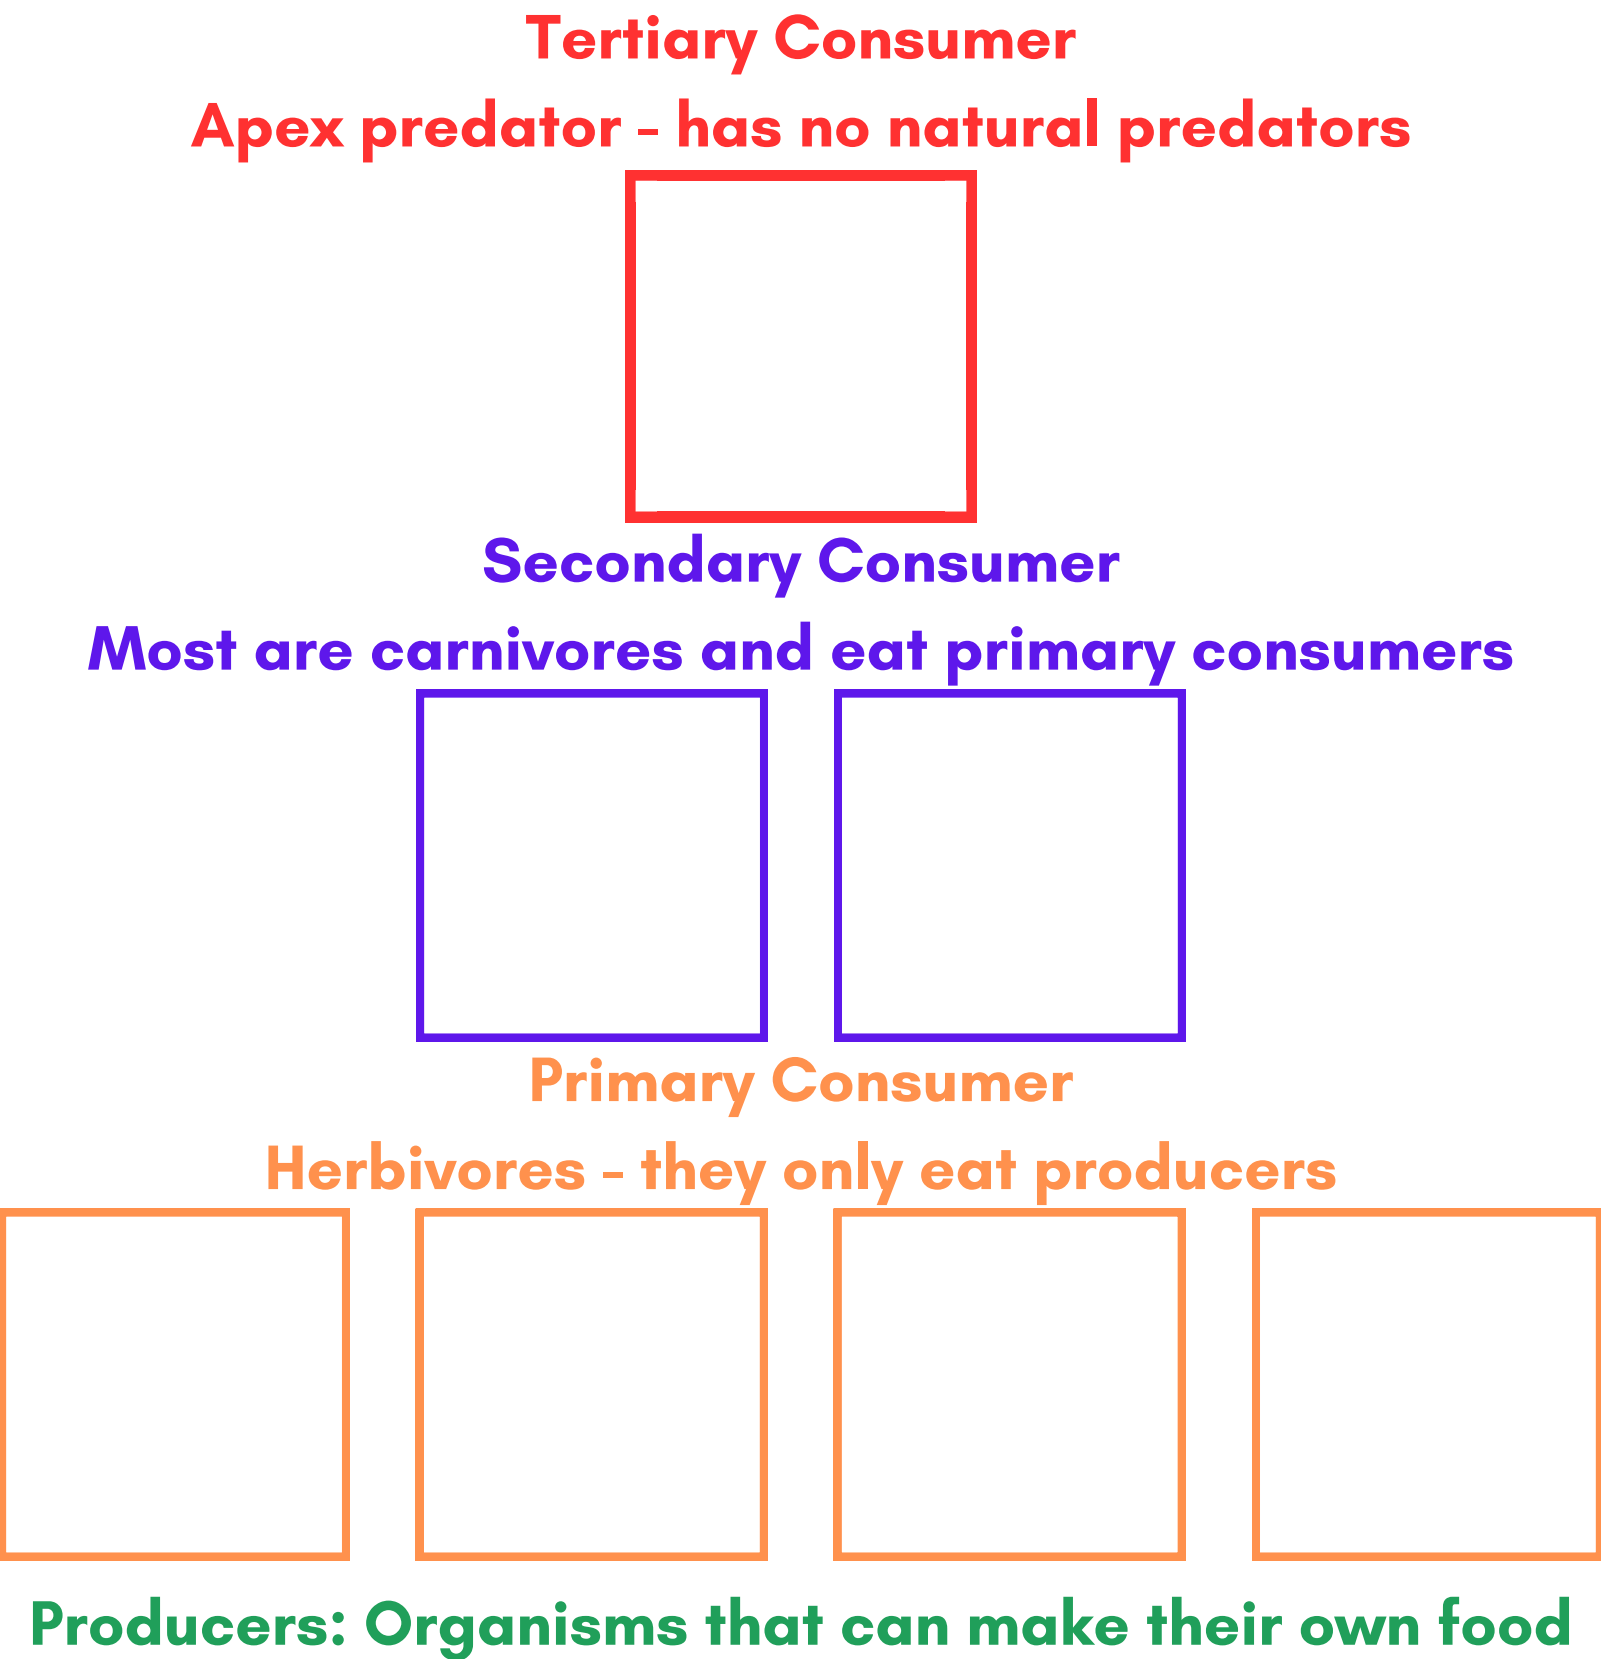 Tertiary Consumer
Apex predator - has no natural predators
Secondary Consumer
Most are carnivores and eat primary consumers
Primary Consumer
Herbivores - they only eat producers
Producers: Organisms that can make their own food